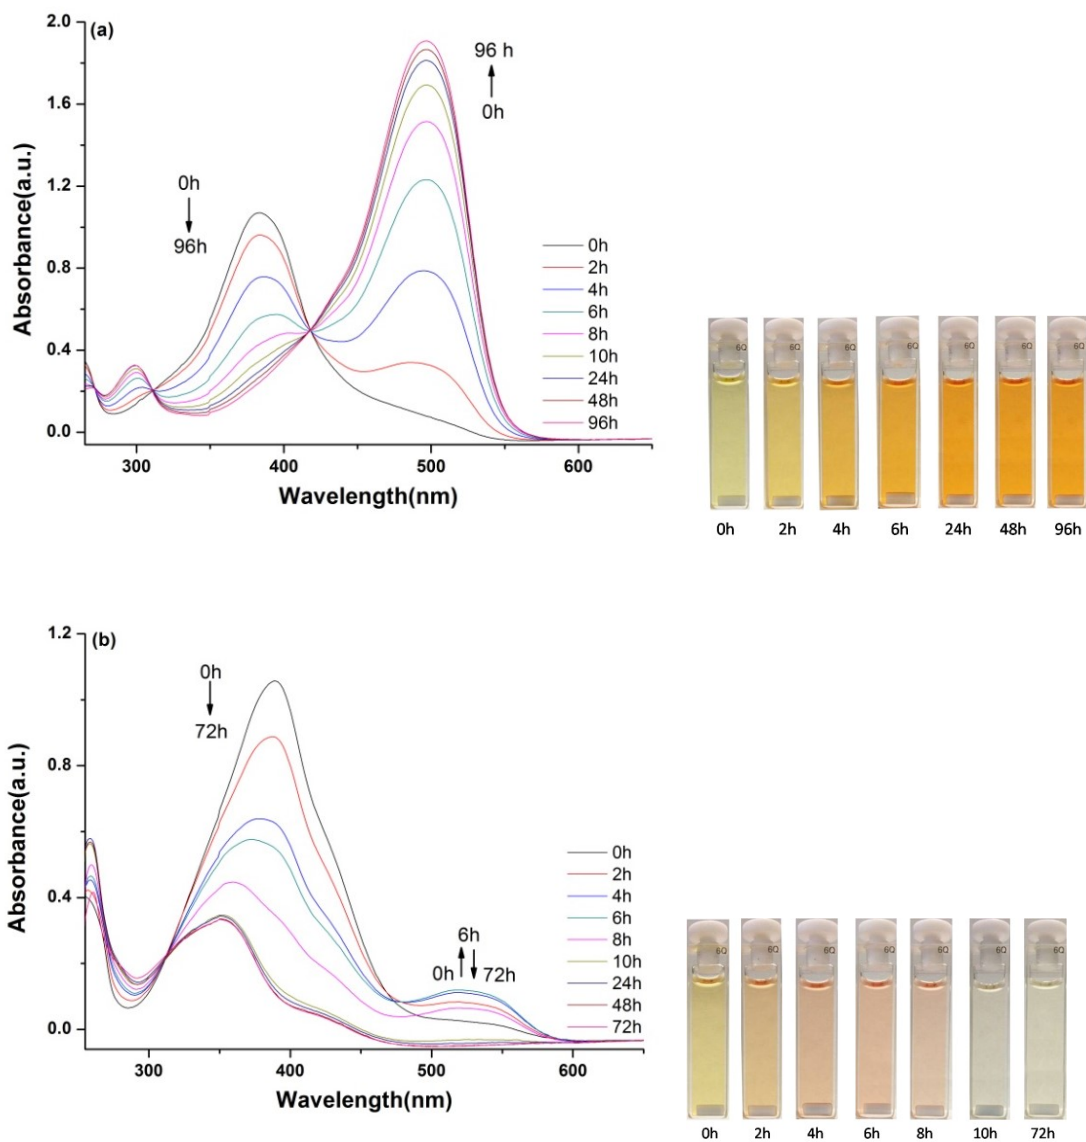 (a)
2.0
1.6
1.2
0.8
0.4
0.0
Absorbance(a.u.)
300 400 500 600
Wavelength(nm)
0h
96h
96 h
0h
0h
2h
4h
6h
8h
10h
24h
48h
96h
6Q 6Q 6Q 6Q 6Q 6Q 6Q
0h 2h 4h 6h 24h 48h 96h
(b)
1.2
0.8
0.4
0.0
Absorbance(a.u.)
300 400 500 600
Wavelength(nm)
0h
72h
6h
0h 72h
0h
2h
4h
6h
8h
10h
24h
48h
72h
6Q 6Q 6Q 6Q 6Q 6Q 6Q
0h 2h 4h 6h 8h 10h 72h